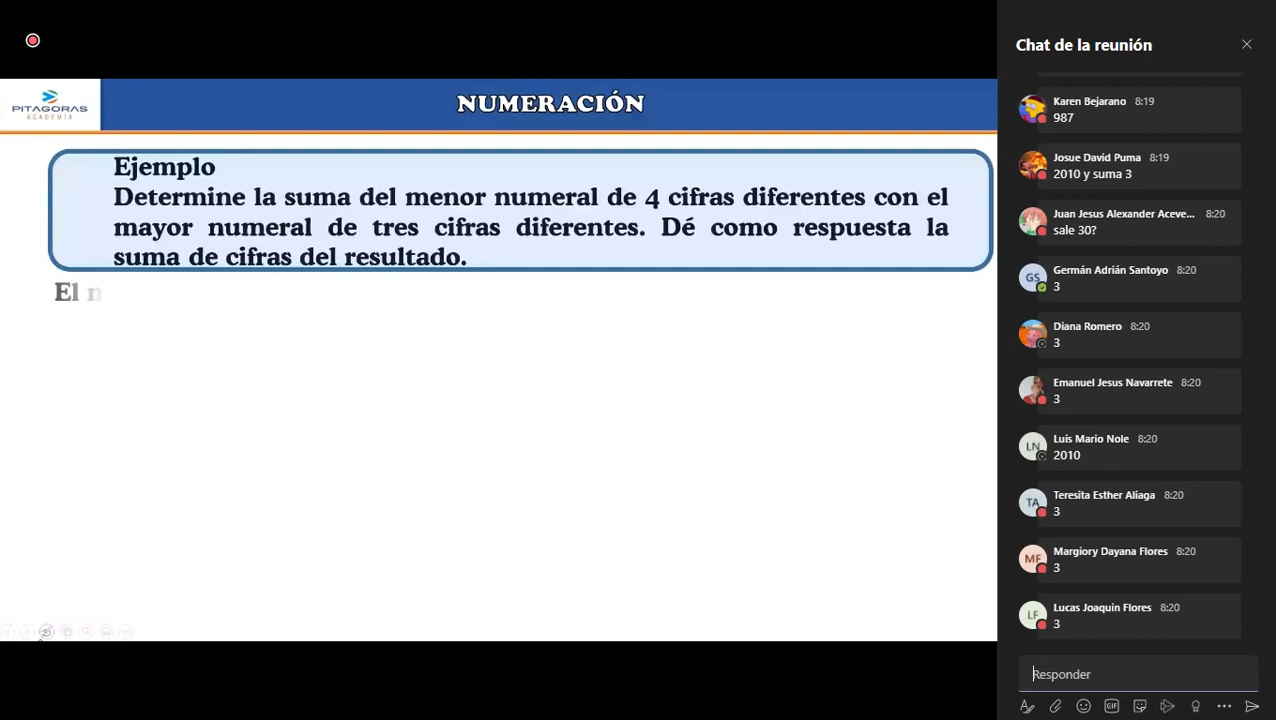 Chat de la reunión
PITAGORAS
ACADEMIA
NUMERACIÓN
Ejemplo
Determine la suma del menor numeral de 4 cifras diferentes con el
mayor numeral de tres cifras diferentes. Dé como respuesta la
suma de cifras del resultado.
El n
Karen Bejarano 8:19
987
Josue David Puma 8:19
2010 y suma 3
Juan Jesus Alexander Aceve... 8:20
sale 30?
GS
Germán Adrián Santoyo 8:20
3
Diana Romero 8:20
3
Emanuel Jesus Navarrete 8:20
3
LN
Luis Mario Nole 8:20
2010
TA
Teresita Esther Aliaga 8:20
3
MF
Margiory Dayana Flores 8:20
3
LF
Lucas Joaquin Flores 8:20
3
Responder
GIF